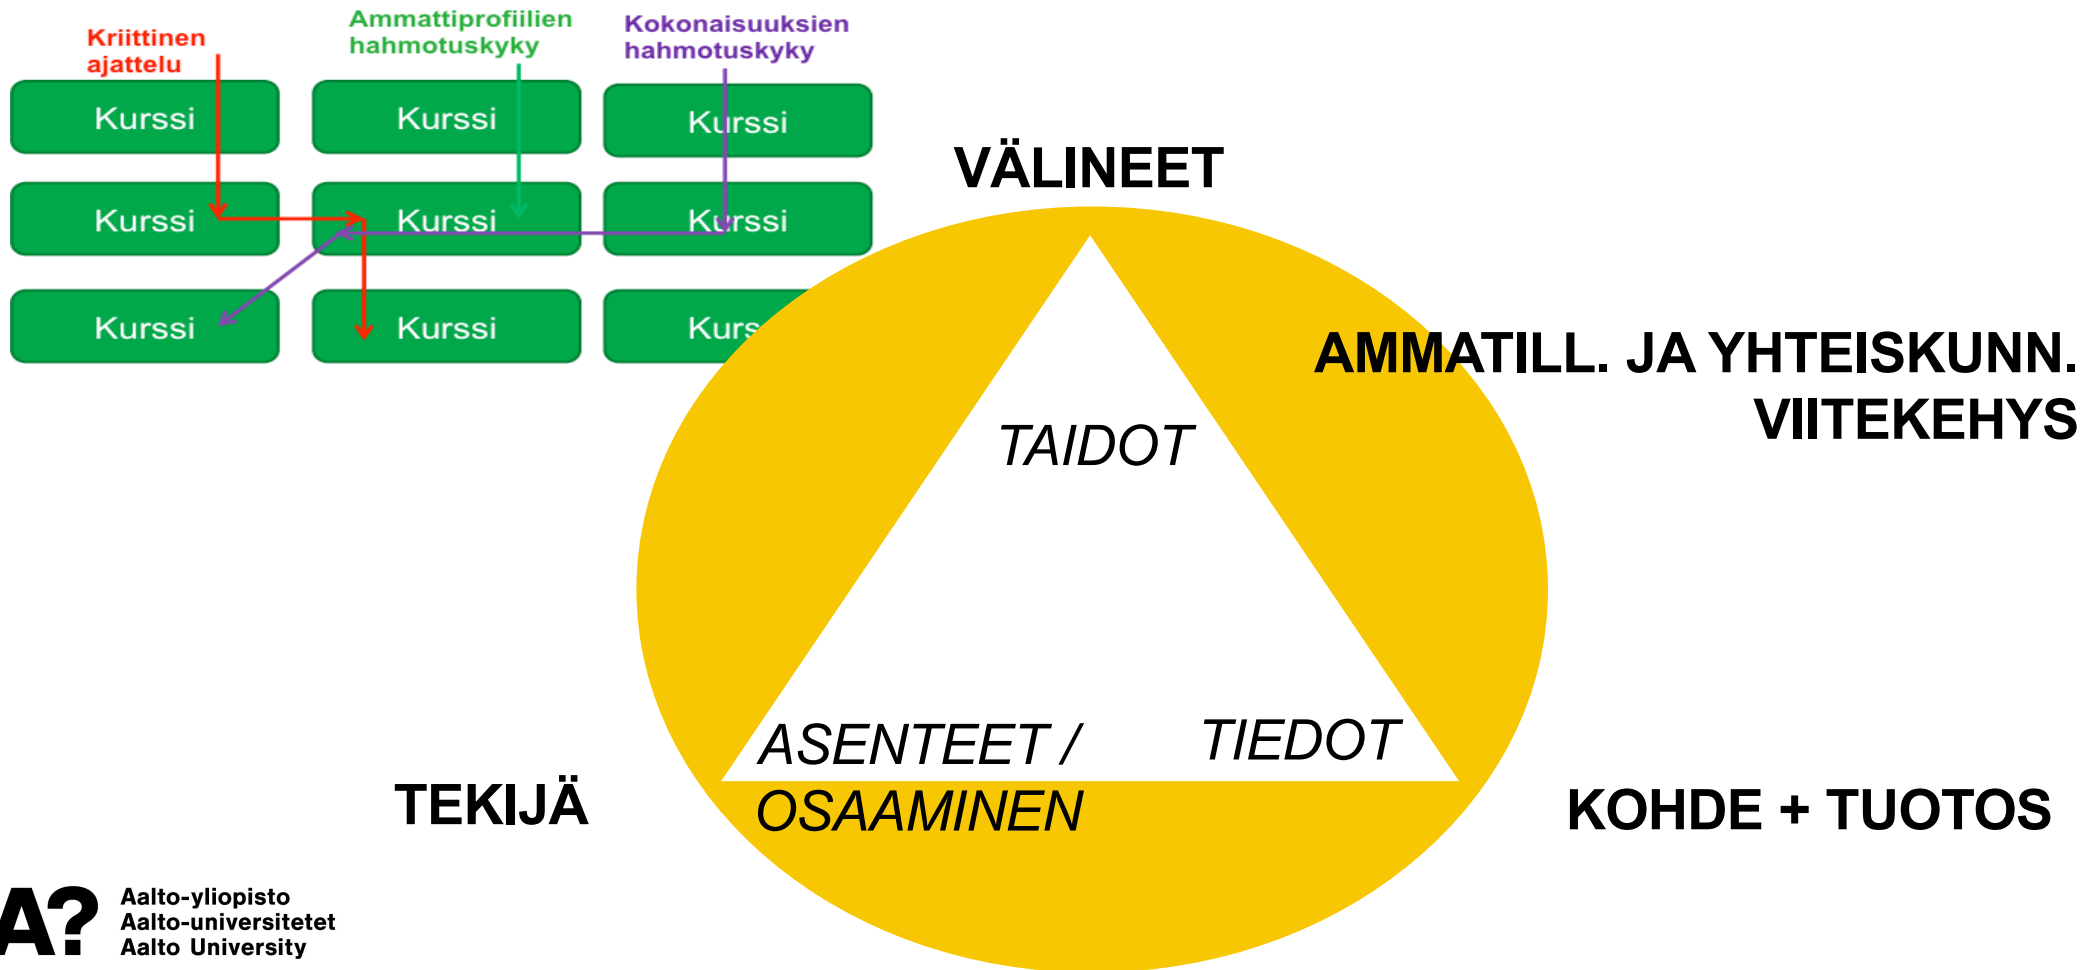 Kriittinen
ajattelu
Ammattiprofiilien
hahmotuskyky
Kokonaisuuksien
hahmotuskyky
Kurssi Kurssi Kurssi
Kurssi Kurssi Kurssi
Kurssi Kurssi Kurs
VÄLINEET
AMMATILL. JA YHTEISKUNN.
VIITEKEHYS
TAIDOT
ASENTEET /
OSAAMINEN
TIEDOT
TEKIJÄ
KOHDE + TUOTOS
A?
Aalto-yliopisto
Aalto-universitetet
Aalto University